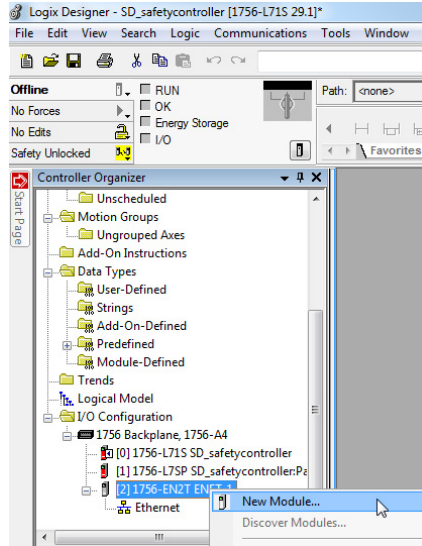 Logix Designer - SD_safetycontroller [1756-L71S 29.1]*
File Edit View Search Logic Communications Tools Window
Offline
RUN
Path: <none>
No Forces
OK
Energy Storage
No Edits
I/O
Safety Unlocked
Favorites
Start Page
Controller Organizer
Unscheduled
Motion Groups
Ungrouped Axes
Add-On Instructions
Data Types
User-Defined
Strings
Add-On-Defined
Predefined
Module-Defined
Trends
Logical Model
I/O Configuration
1756 Backplane, 1756-A4
[0] 1756-L71S SD_safetycontroller
[1] 1756-L7SP SD_safetycontroller:Pa
[2] 1756-EN2T ENET_1
New Module...
Ethernet
Discover Modules...